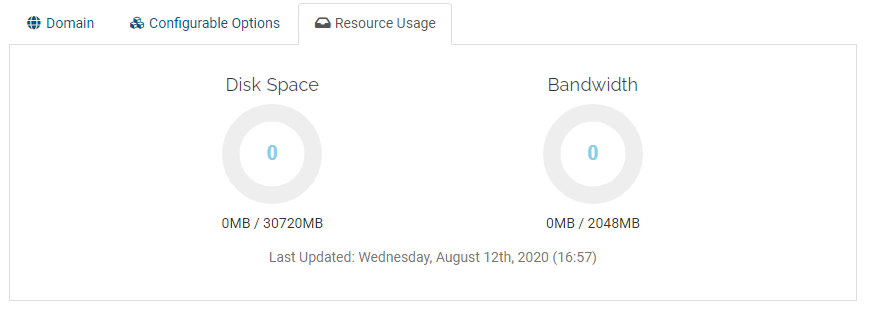 Domain Configurable Options Resource Usage
Disk Space Bandwidth
0 0
0MB / 30720MB 0MB / 2048MB
Last Updated: Wednesday, August 12th, 2020 (16:57)